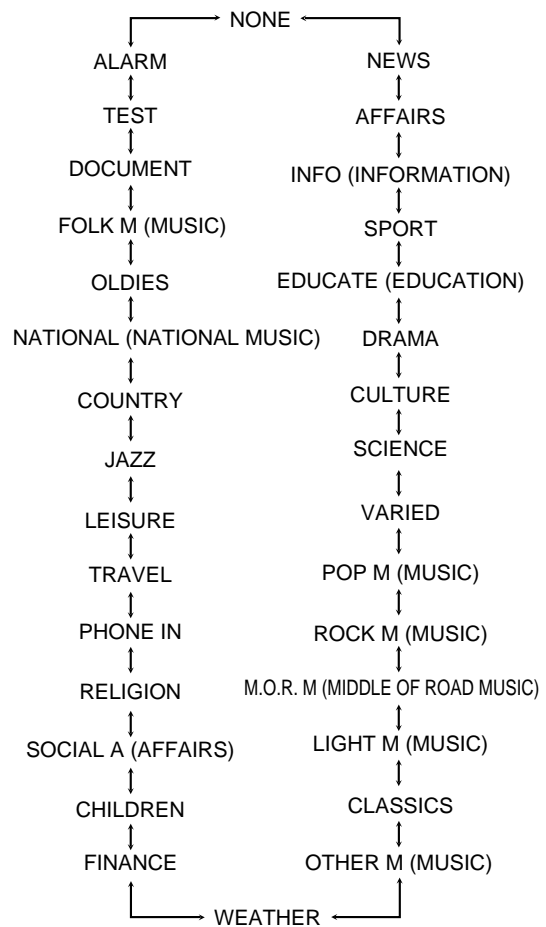 NONE
ALARM
TEST
DOCUMENT
FOLK M (MUSIC)
OLDIES
NATIONAL (NATIONAL MUSIC)
COUNTRY
JAZZ
LEISURE
TRAVEL
PHONE IN
RELIGION
SOCIAL A (AFFAIRS)
CHILDREN
FINANCE
NEWS
AFFAIRS
INFO (INFORMATION)
SPORT
EDUCATE (EDUCATION)
DRAMA
CULTURE
SCIENCE
VARIED
POP M (MUSIC)
ROCK M (MUSIC)
M.O.R. M (MIDDLE OF ROAD MUSIC)
LIGHT M (MUSIC)
CLASSICS
OTHER M (MUSIC)
WEATHER